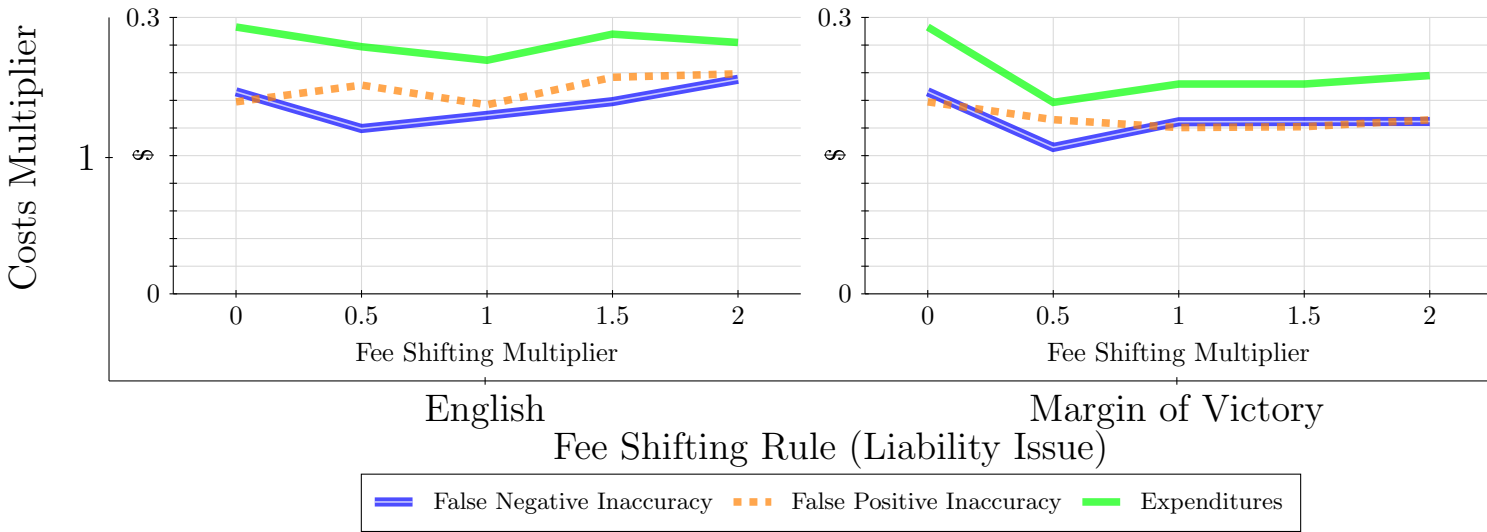 Costs Multiplier
1
0.3
0
$
0
0.5
1
1.5
2
Fee Shifting Multiplier
0.3
0
$
0
0.5
1
1.5
2
Fee Shifting Multiplier
English
Margin of Victory
Fee Shifting Rule (Liability Issue)
False Negative Inaccuracy
False Positive Inaccuracy
Expenditures